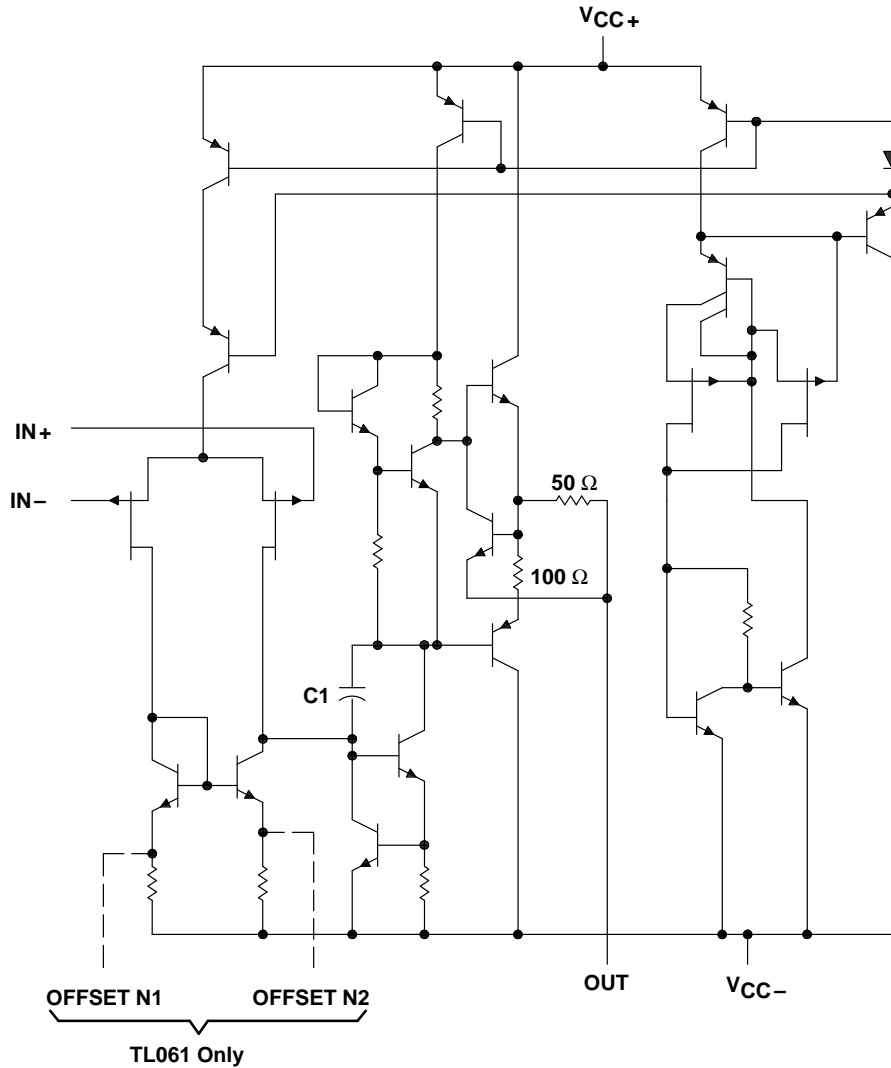 VCC+
IN+
IN−
50 Ω
100 Ω
C1
OFFSET N1
OFFSET N2
OUT
VCC−
TL061 Only